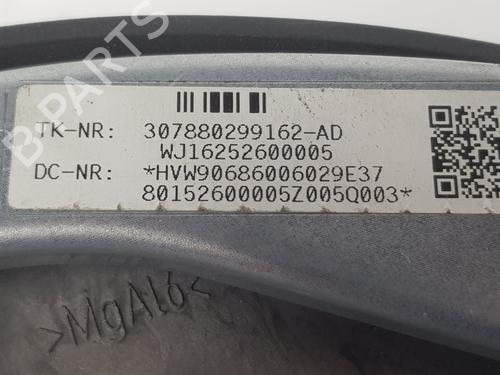 TK-NR: 307880299162-AD
WJ16252600005
DC-NR: *HVW90686006029E37
80152600005Z005Q003*
>MgAl6<
B-PARTS